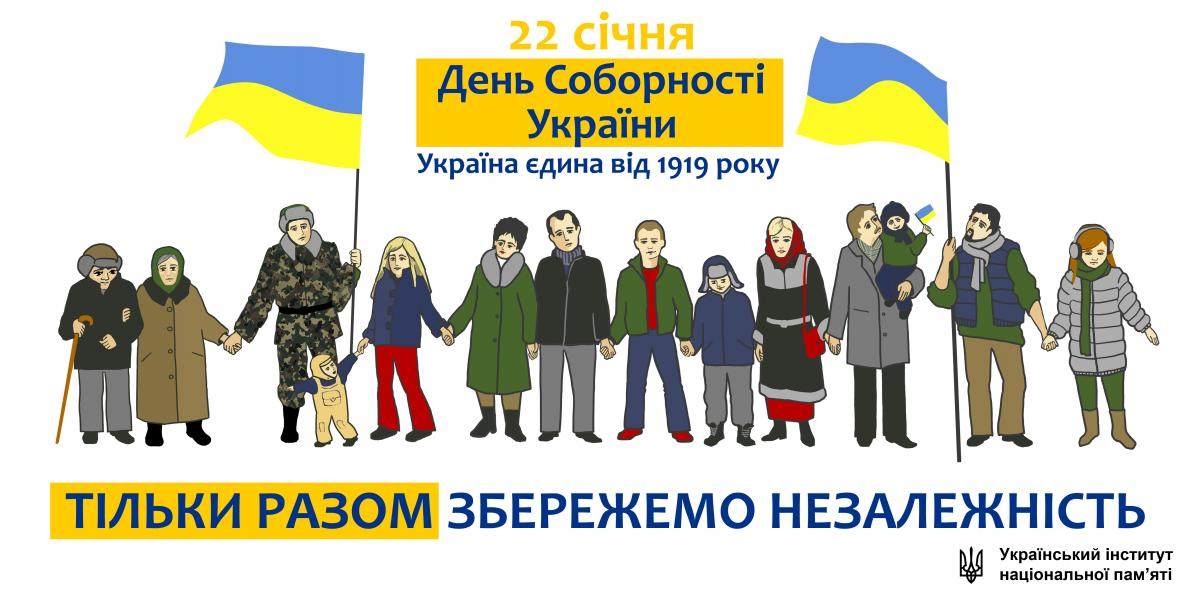 22 січня
День Соборності
України
Україна єдина від 1919 року
ТІЛЬКИ РАЗОМ ЗБЕРЕЖЕМО НЕЗАЛЕЖНІСТЬ
Український інститут
національної пам'яті